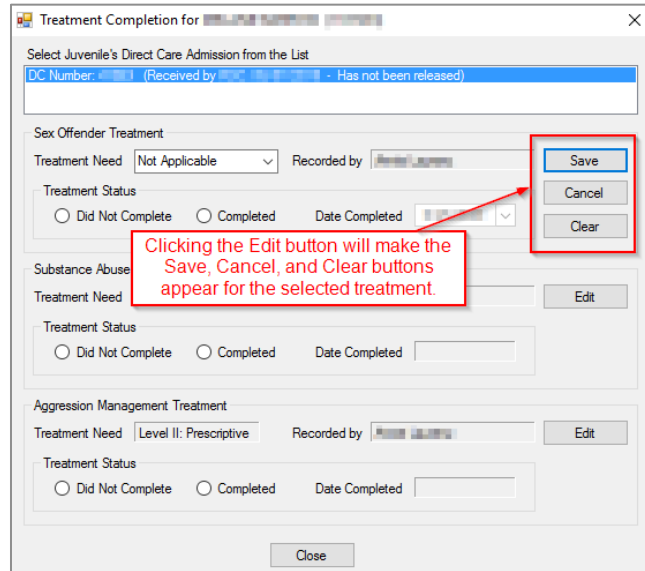 Treatment Completion for
Select Juvenile's Direct Care Admission from the List
DC Number: (Received by - Has not been released)
Sex Offender Treatment
Treatment Need Not Applicable Recorded by Save
Treatment Status Cancel
Did Not Complete Completed Date Completed Clear
Clicking the Edit button will make the
Save, Cancel, and Clear buttons
appear for the selected treatment.
Substance Abuse
Treatment Need Edit
Treatment Status
Did Not Complete Completed Date Completed
Aggression Management Treatment
Treatment Need Level II: Prescriptive Recorded by Edit
Treatment Status
Did Not Complete Completed Date Completed
Close